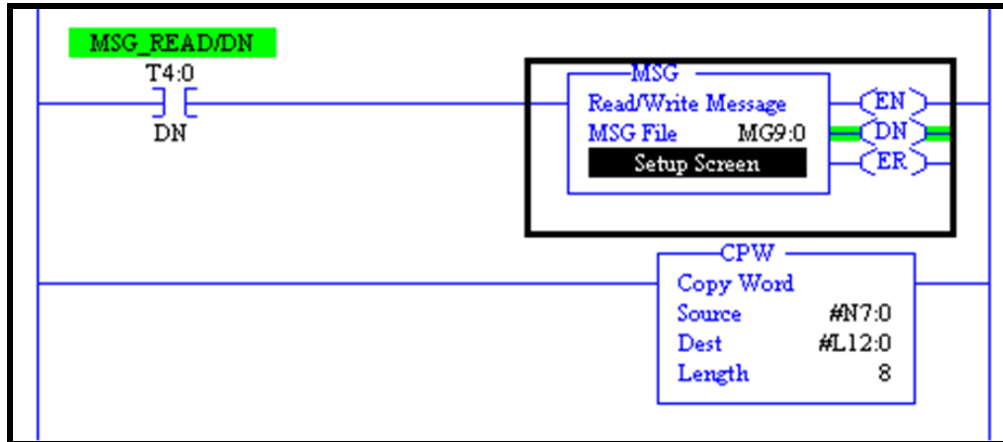 MSG_READ/DN
T4:0
DN
MSG
Read/Write Message
MSG File MG9:0
Setup Screen
EN
DN
ER
CPW
Copy Word
Source #N7:0
Dest #L12:0
Length 8